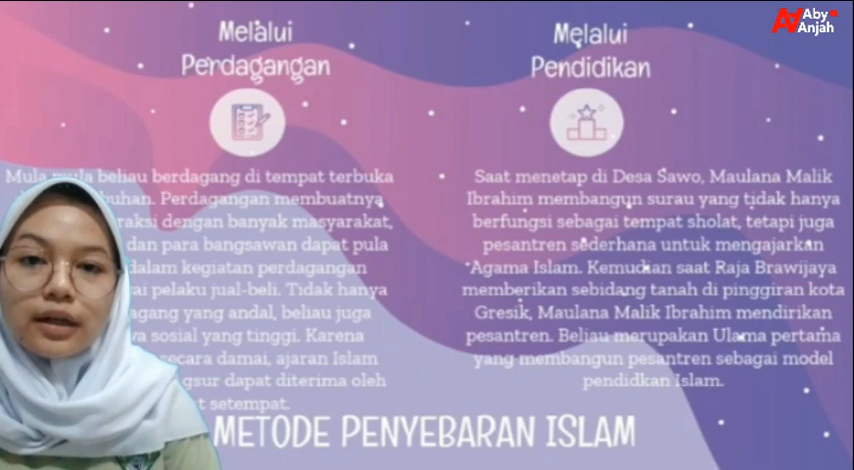 Aby
Anjah
Melalui
Perdagangan
Mula mula beliau berdagang di tempat terbuka
Perdagangan membuatnya
dengan banyak masyarakat,
dan para bangsawan dapat pula
dalam kegiatan perdagangan
pelaku jual-beli. Tidak hanya
yang andal, beliau juga
sosial yang tinggi. Karena
secara damai, ajaran Islam
dapat diterima oleh
setempat.
Melalui
Pendidikan
Saat menetap di Desa Sawo, Maulana Malik
Ibrahim membangun surau yang tidak hanya
berfungsi sebagai tempat sholat, tetapi juga
pesantren sederhana untuk mengajarkan
Agama Islam. Kemudian saat Raja Brawijaya
memberikan sebidang tanah di pinggiran kota
Gresik, Maulana Malik Ibrahim mendirikan
pesantren. Beliau merupakan Ulama pertama
yang membangun pesantren sebagai model
pendidkan Islam.
METODE PENYEBARAN ISLAM